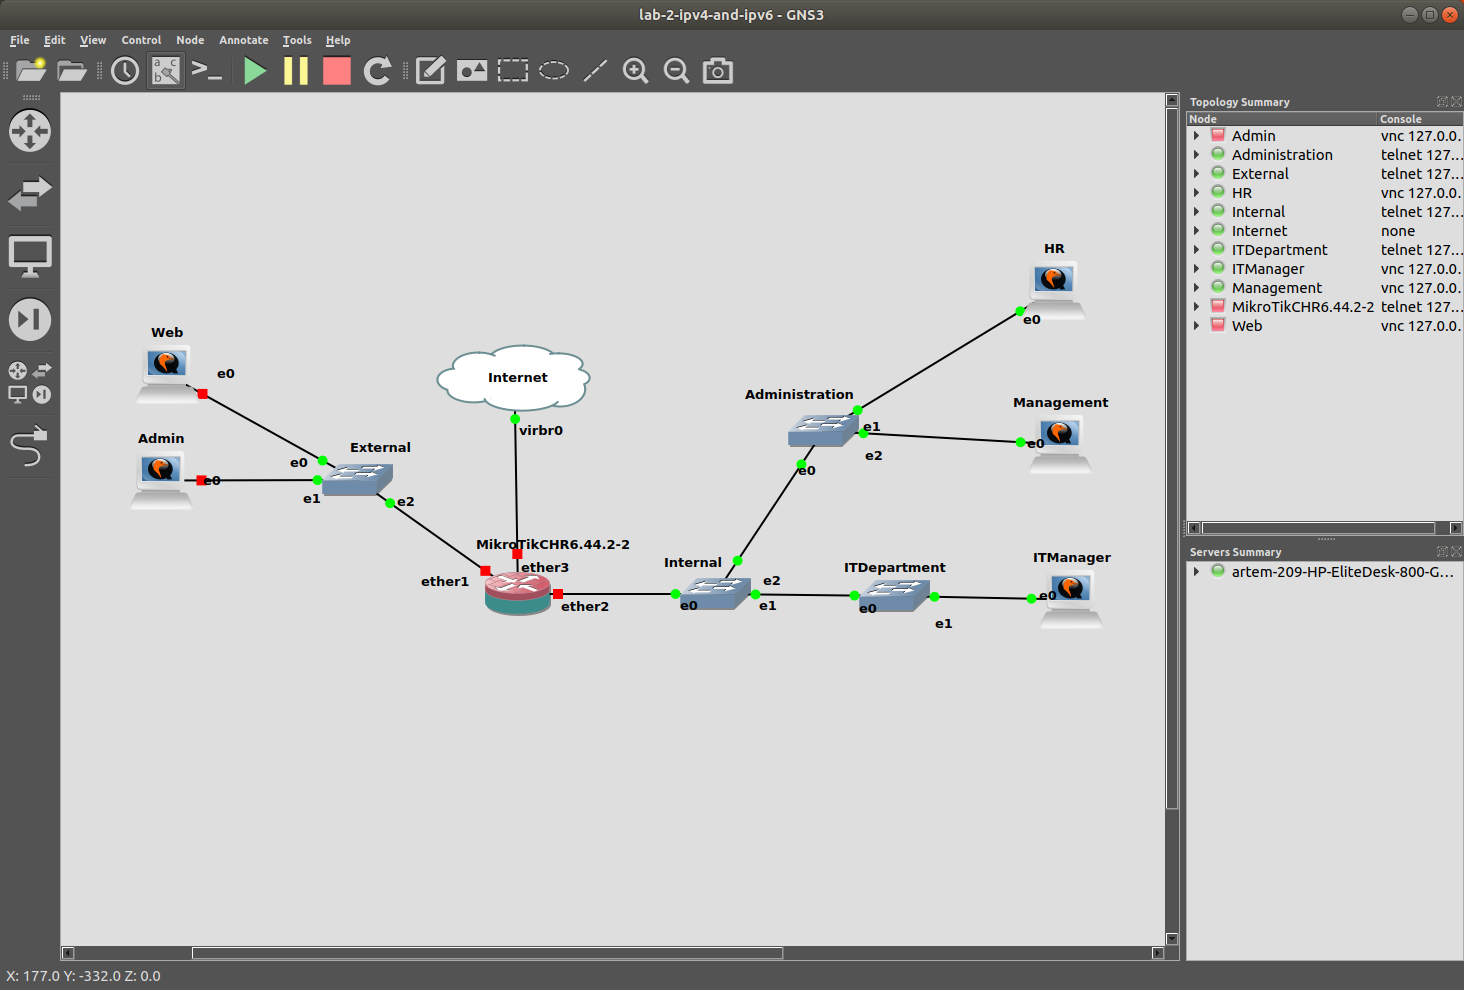 lab-2-ipv4-and-ipv6 - GNS3
File Edit View Control Node Annotate Tools Help
a c
b
>_
Topology Summary
Node Console
Admin vnc 127.0.0.
Administration telnet 127...
External telnet 127...
HR vnc 127.0.0.
Internal telnet 127...
Internet none
ITDepartment telnet 127...
ITManager vnc 127.0.0.
Management vnc 127.0.0.
MikroTikCHR6.44.2-2 telnet 127...
Web vnc 127.0.0.
Servers Summary
artem-209-HP-EliteDesk-800-G...
HR
e0
Web
e0
Internet
virbr0
Administration
e1
e2
e0
Management
e0
Admin
e0
External
e0
e1
e2
MikroTikCHR6.44.2-2
ether3
ether1
ether2
Internal
e2
e0
e1
ITDepartment
e0
e1
ITManager
e0
X: 177.0 Y: -332.0 Z: 0.0